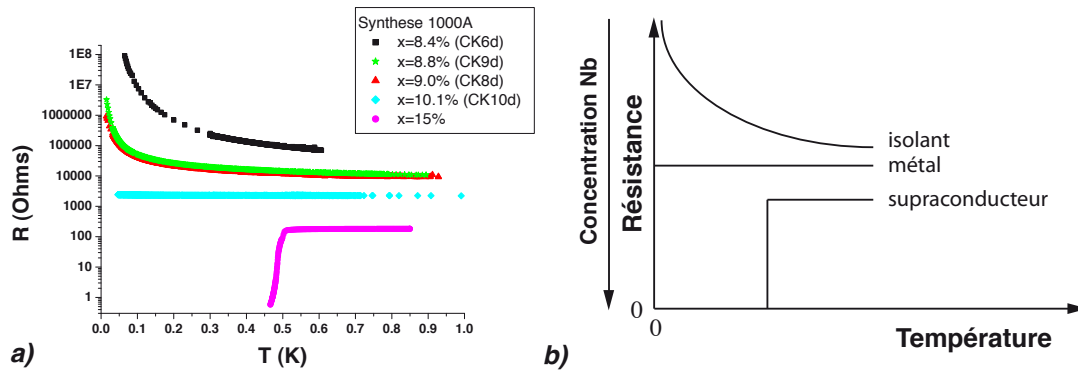 Synthese 1000A
x=8.4% (CK6d)
x=8.8% (CK9d)
x=9.0% (CK8d)
x=10.1% (CK10d)
x=15%
1E8
1E7
1000000
100000
10000
1000
100
10
1
R (Ohms)
0.0 0.1 0.2 0.3 0.4 0.5 0.6 0.7 0.8 0.9 1.0
T (K)
a)
Concentration Nb
Résistance
isolant
métal
supraconducteur
0
0
Température
b)